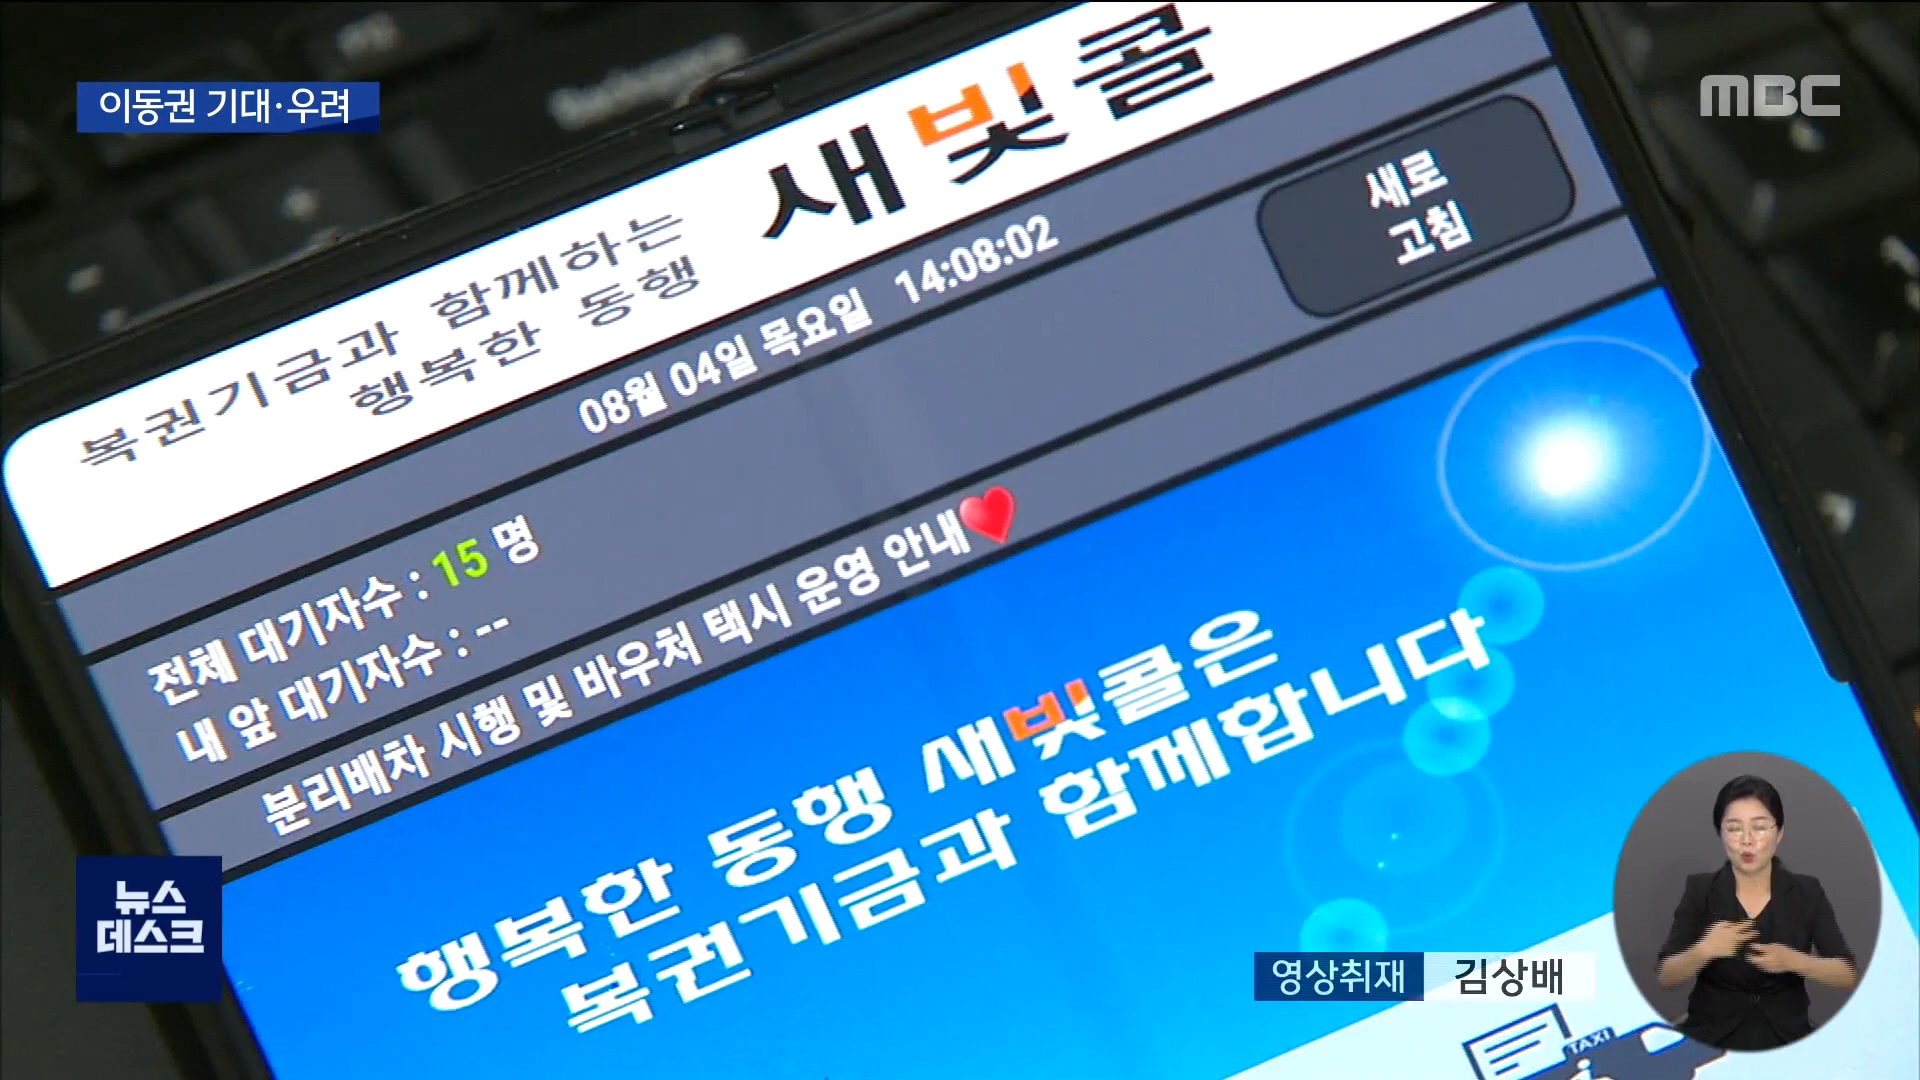 이동권 기대·우려
MBC
복권기금과 함께하는
행복한 동행
새빛콜
08월 04일 목요일 14:08:02
새로
고침
전체 대기자수 : 15 명
내 앞 대기자수 : --
분리배차 시행 및 바우처 택시 운영 안내
행복한 동행 새빛콜은
복권기금과 함께합니다
뉴스
데스크
영상취재 김상배
TAXI